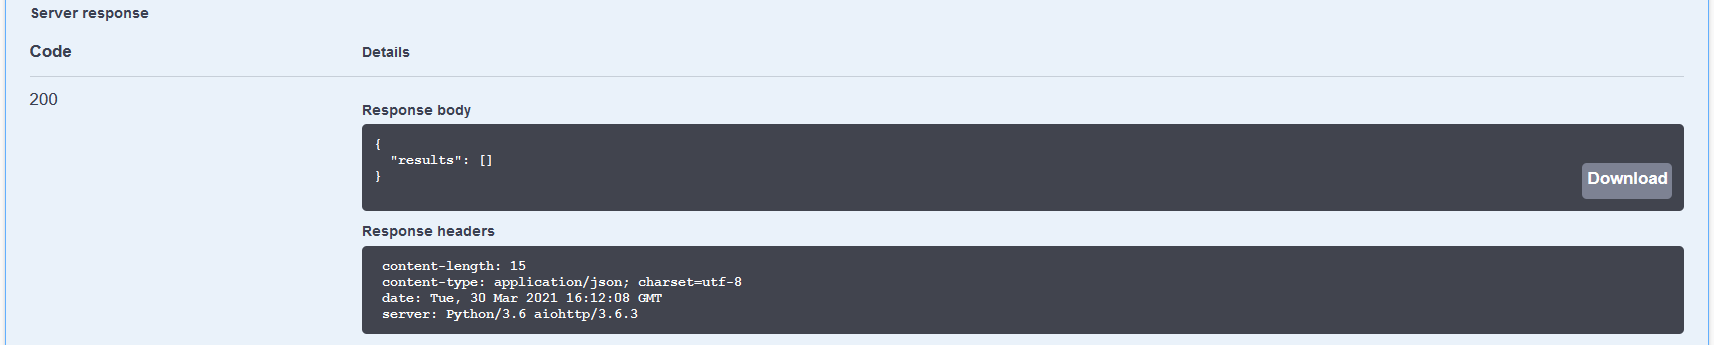 Server response
Code Details
200
Response body
{
  "results": []
}
Download
Response headers
content-length: 15
content-type: application/json; charset=utf-8
date: Tue, 30 Mar 2021 16:12:08 GMT
server: Python/3.6 aiohttp/3.6.3